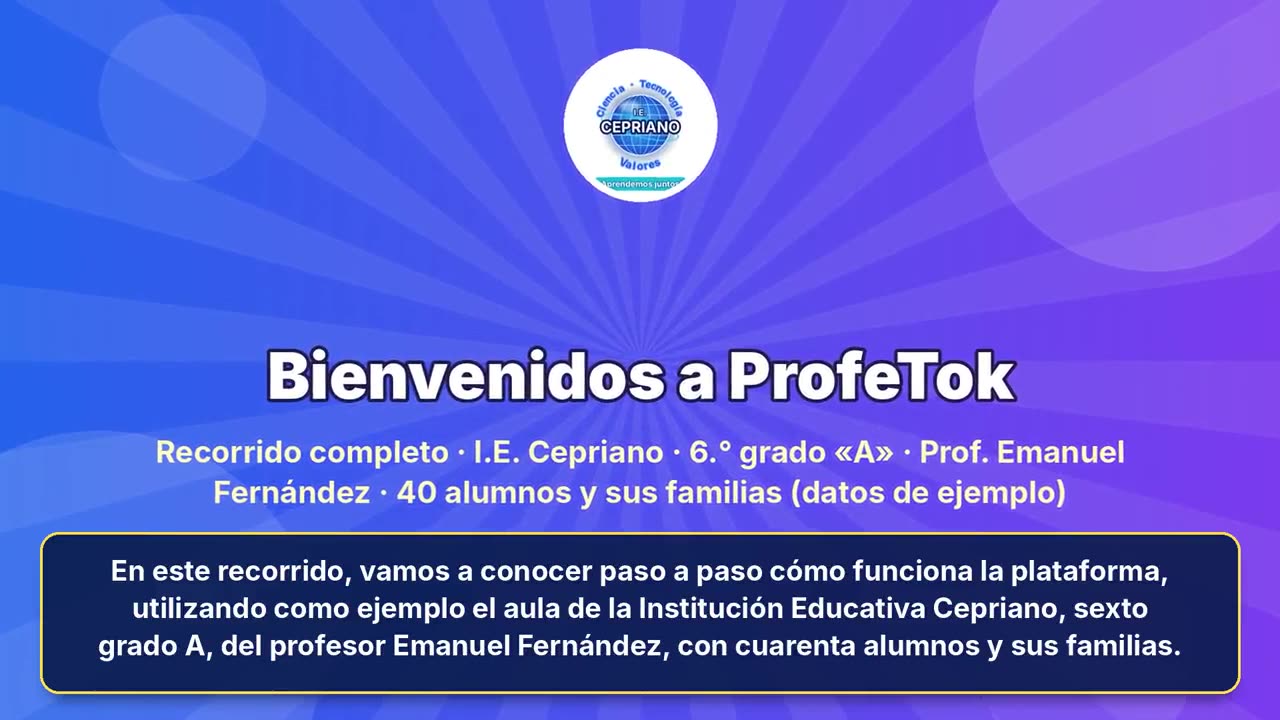 Ciencia · Tecnología
I.E.
CEPRIANO
Valores
Aprendemos juntos
Bienvenidos a ProfeTok
Recorrido completo · I.E. Cepriano · 6.° grado «A» · Prof. Emanuel
Fernández · 40 alumnos y sus familias (datos de ejemplo)
En este recorrido, vamos a conocer paso a paso cómo funciona la plataforma,
utilizando como ejemplo el aula de la Institución Educativa Cepriano, sexto
grado A, del profesor Emanuel Fernández, con cuarenta alumnos y sus familias.